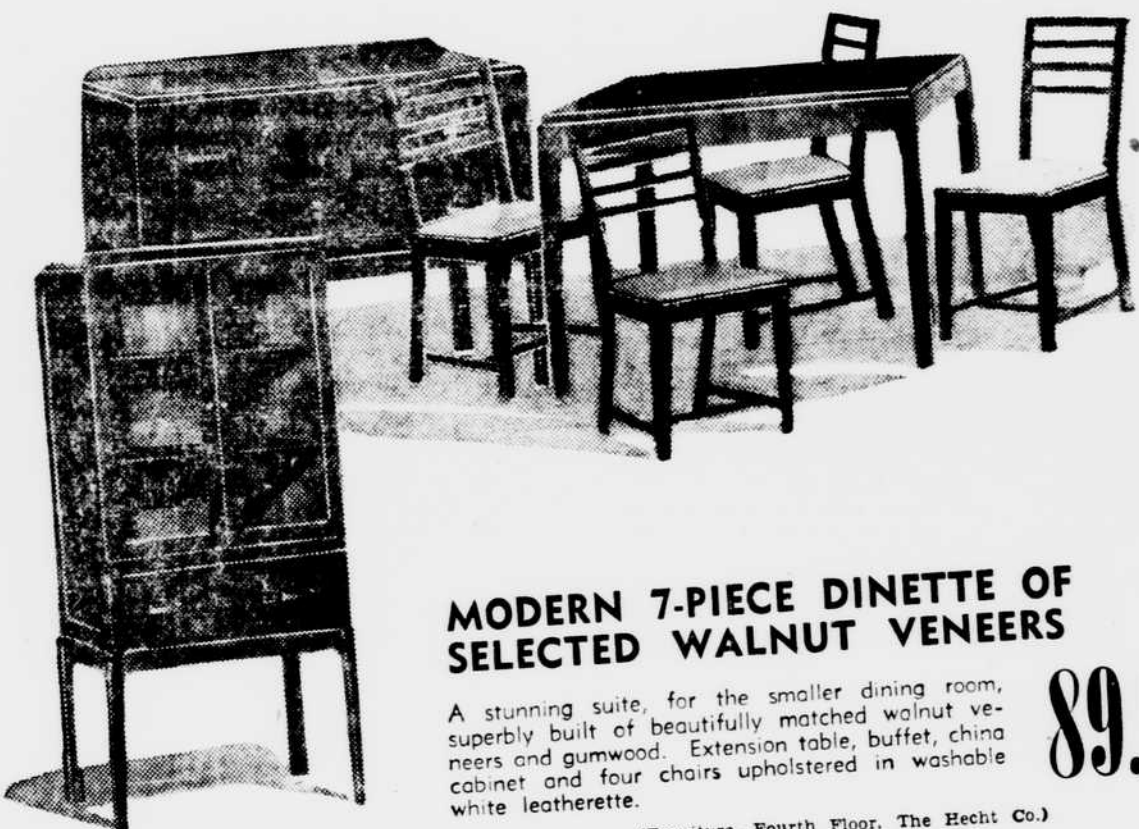 MODERN 7-PIECE DINETTE OF
SELECTED WALNUT VENEERS
A stunning suite, for the smaller dining room,
superbly built of beautifully matched walnut ve-
neers and gumwood. Extension table, buffet, china
cabinet and four chairs upholstered in washable
white leatherette.
89.
Fourth Floor, The Hecht Co.)